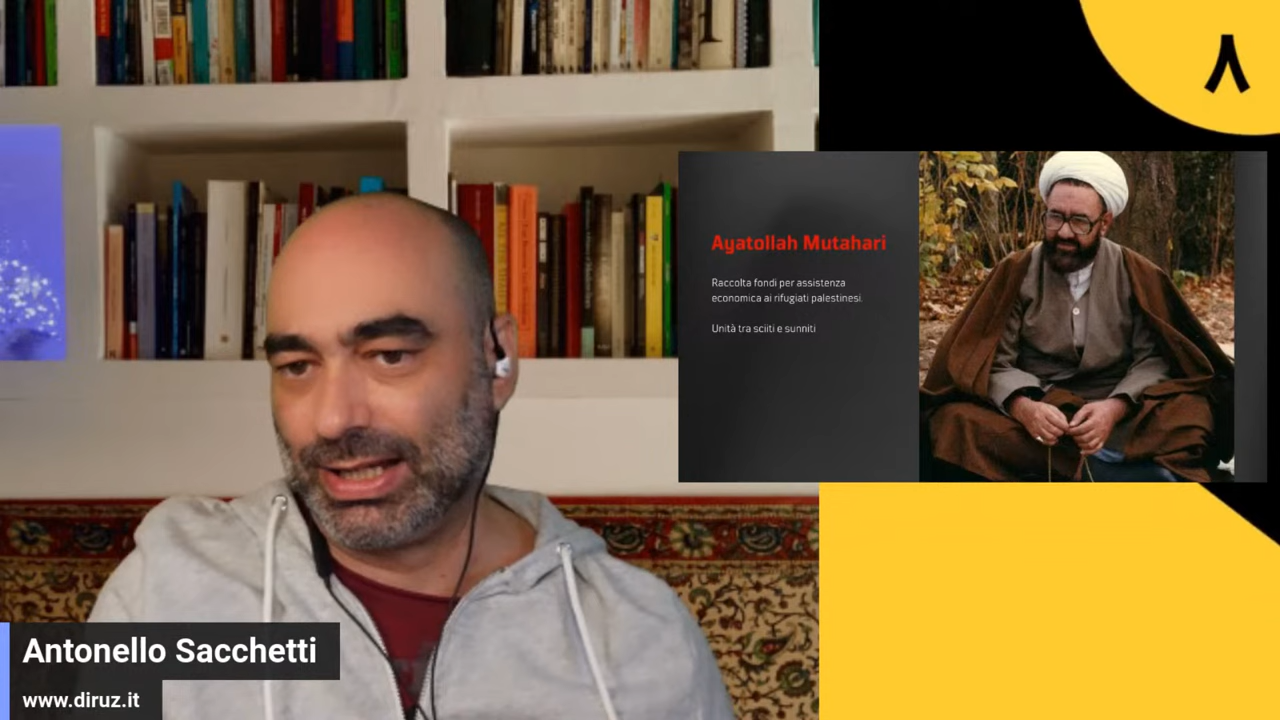 Ayatollah Mutahari
Raccolta fondi per assistenza
economica ai rifugiati palestinesi.
Unità tra sciiti e sunniti
Antonello Sacchetti
www.diruz.it
۸